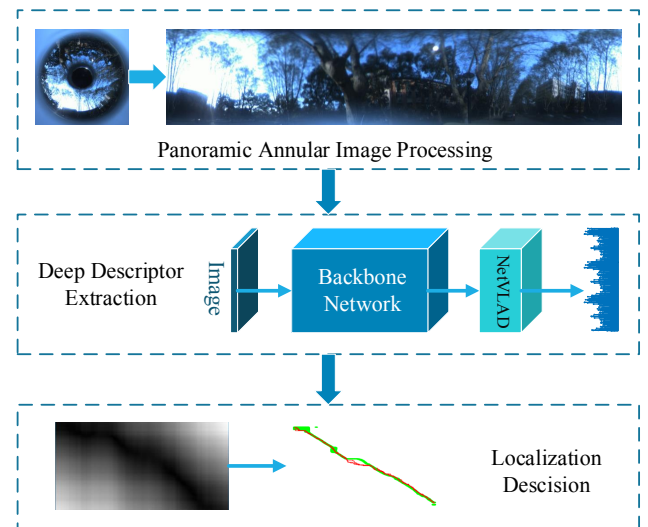 Panoramic Annular Image Processing
Deep Descriptor
Extraction
Image
Backbone
Network
NetVLAD
Localization
Descision